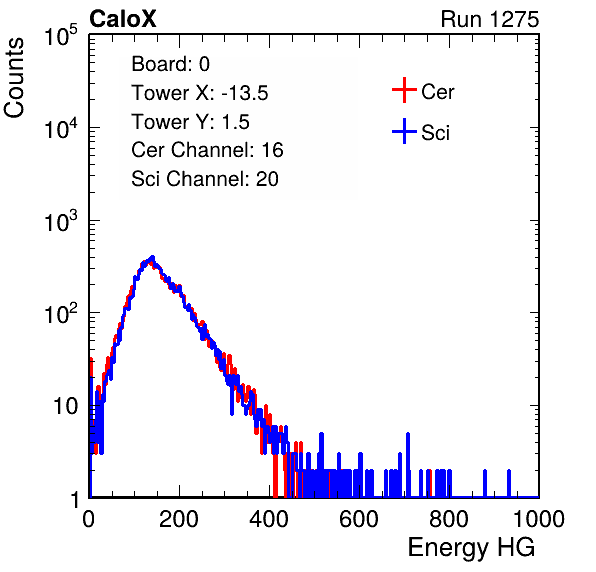 CaloX Run 1275
Counts
10^5
10^4
10^3
10^2
10
1
Board: 0
Tower X: -13.5
Tower Y: 1.5
Cer Channel: 16
Sci Channel: 20
Cer
Sci
0 200 400 600 800 1000
Energy HG